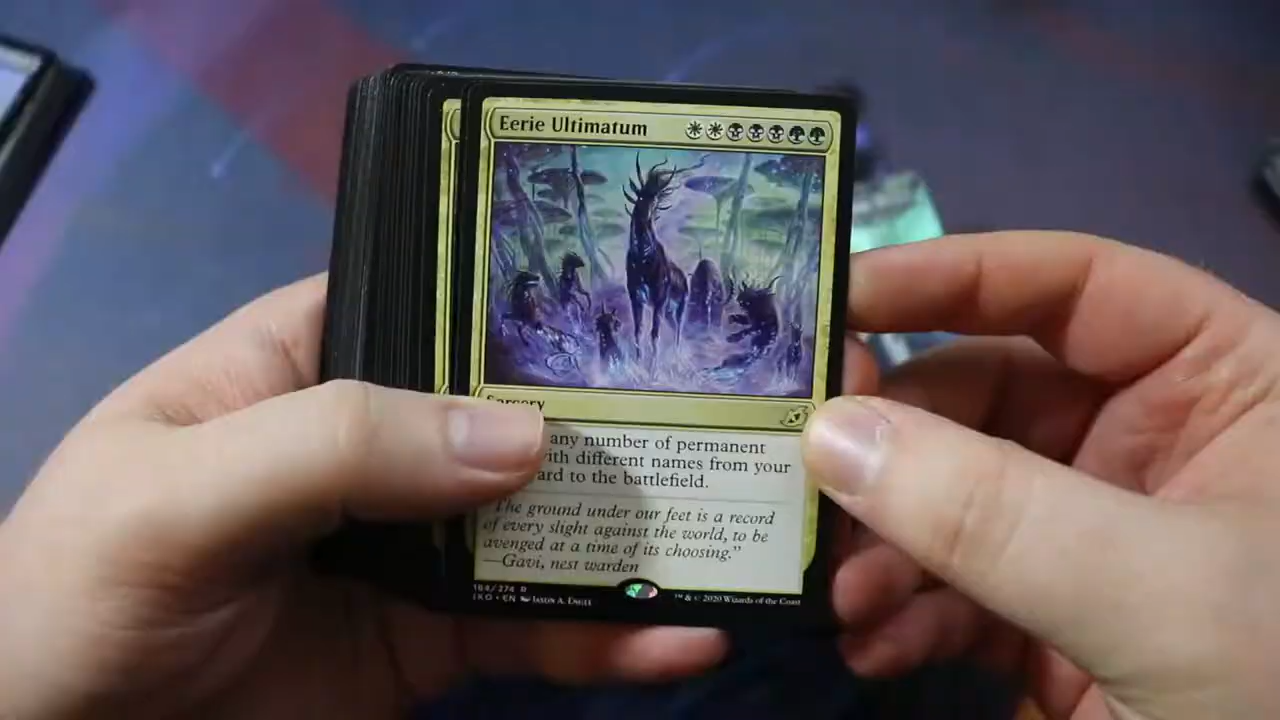 Eerie Ultimatum
Sorcery
any number of permanent
ith different names from your
ard to the battlefield.
The ground under our feet is a record
of every slight against the world, to be
avenged at a time of its choosing."
—Gavi, nest warden
184/274 R
IKO • EN JASON A. ENGLE
™ & © 2020 Wizards of the Coast